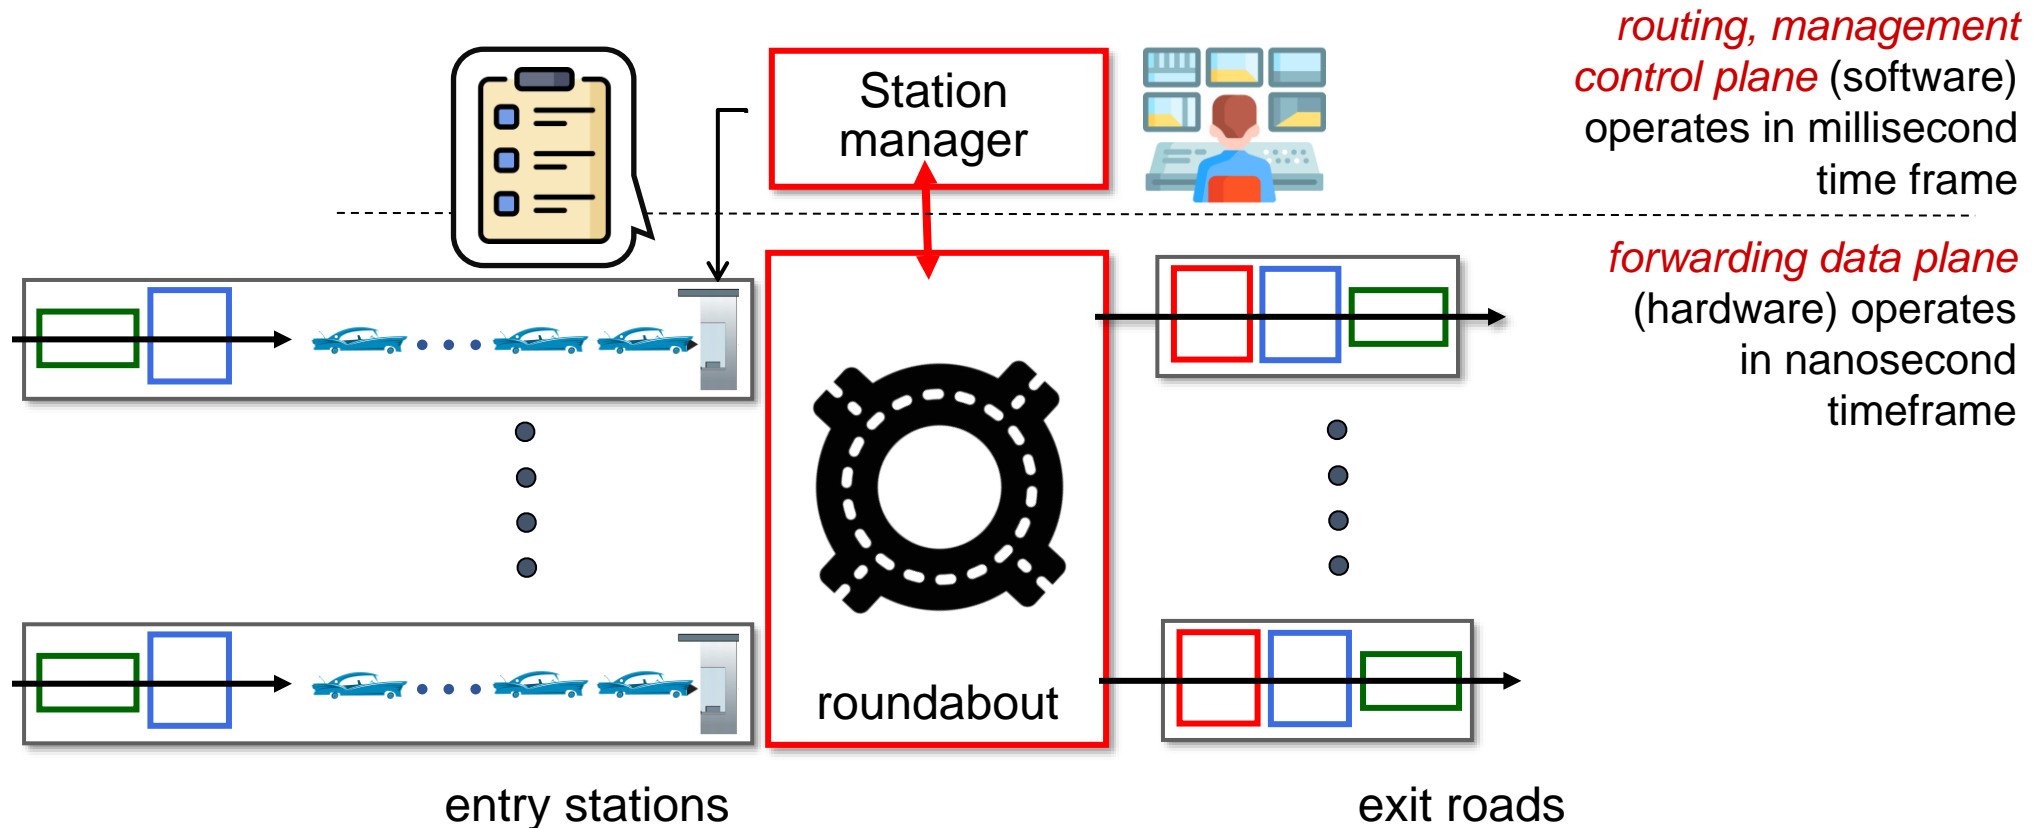 Station
manager
routing, management
control plane (software)
operates in millisecond
time frame
forwarding data plane
(hardware) operates
in nanosecond
timeframe
roundabout
entry stations
exit roads